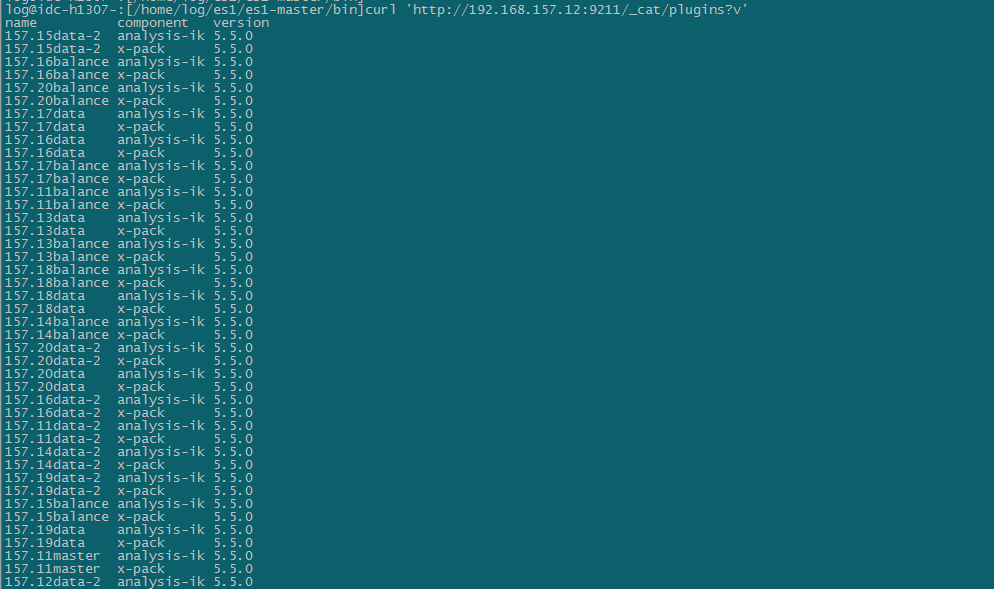 log@idc-h1307-:[/home/log/es1/es1-master/bin]curl 'http://192.168.157.12:9211/_cat/plugins?v'
name component version
157.15data-2 analysis-ik 5.5.0
157.15data-2 x-pack 5.5.0
157.16balance analysis-ik 5.5.0
157.16balance x-pack 5.5.0
157.20balance analysis-ik 5.5.0
157.20balance x-pack 5.5.0
157.17data analysis-ik 5.5.0
157.17data x-pack 5.5.0
157.16data analysis-ik 5.5.0
157.16data x-pack 5.5.0
157.17balance analysis-ik 5.5.0
157.17balance x-pack 5.5.0
157.11balance analysis-ik 5.5.0
157.11balance x-pack 5.5.0
157.13data analysis-ik 5.5.0
157.13data x-pack 5.5.0
157.13balance analysis-ik 5.5.0
157.13balance x-pack 5.5.0
157.18balance analysis-ik 5.5.0
157.18balance x-pack 5.5.0
157.18data analysis-ik 5.5.0
157.18data x-pack 5.5.0
157.14balance analysis-ik 5.5.0
157.14balance x-pack 5.5.0
157.20data-2 analysis-ik 5.5.0
157.20data-2 x-pack 5.5.0
157.20data analysis-ik 5.5.0
157.20data x-pack 5.5.0
157.16data-2 analysis-ik 5.5.0
157.16data-2 x-pack 5.5.0
157.11data-2 analysis-ik 5.5.0
157.11data-2 x-pack 5.5.0
157.14data-2 analysis-ik 5.5.0
157.14data-2 x-pack 5.5.0
157.19data-2 analysis-ik 5.5.0
157.19data-2 x-pack 5.5.0
157.15balance analysis-ik 5.5.0
157.15balance x-pack 5.5.0
157.19data analysis-ik 5.5.0
157.19data x-pack 5.5.0
157.11master analysis-ik 5.5.0
157.11master x-pack 5.5.0
157.12data-2 analysis-ik 5.5.0